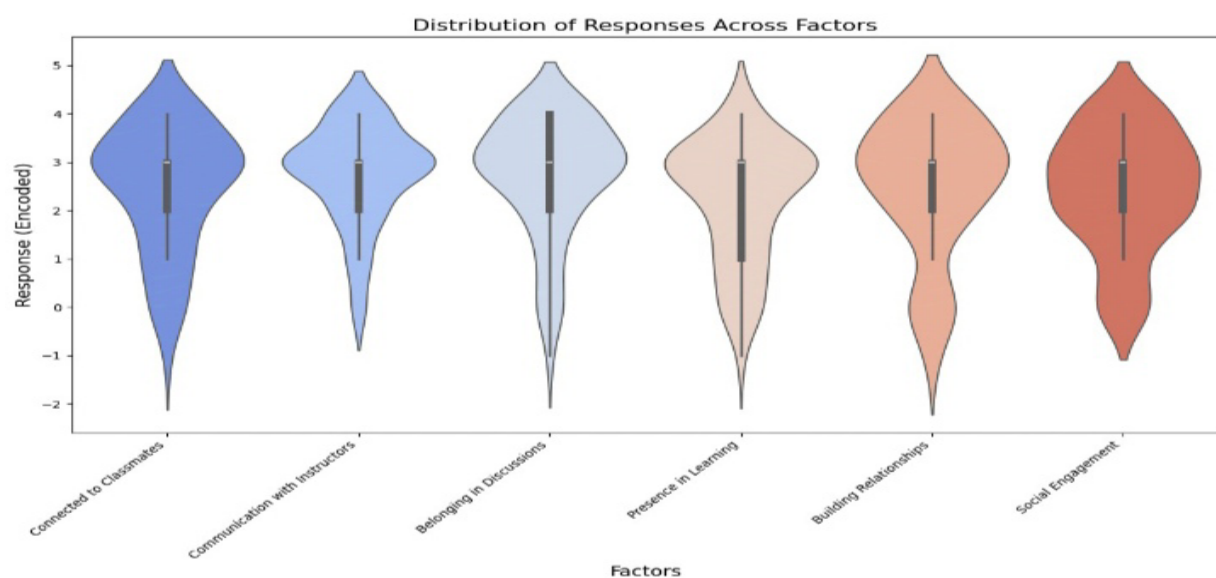 Distribution of Responses Across Factors
Response (Encoded)
5
4
3
2
1
0
−1
−2
Connected to Classmates
Communication with Instructors
Belonging in Discussions
Presence in Learning
Building Relationships
Social Engagement
Factors